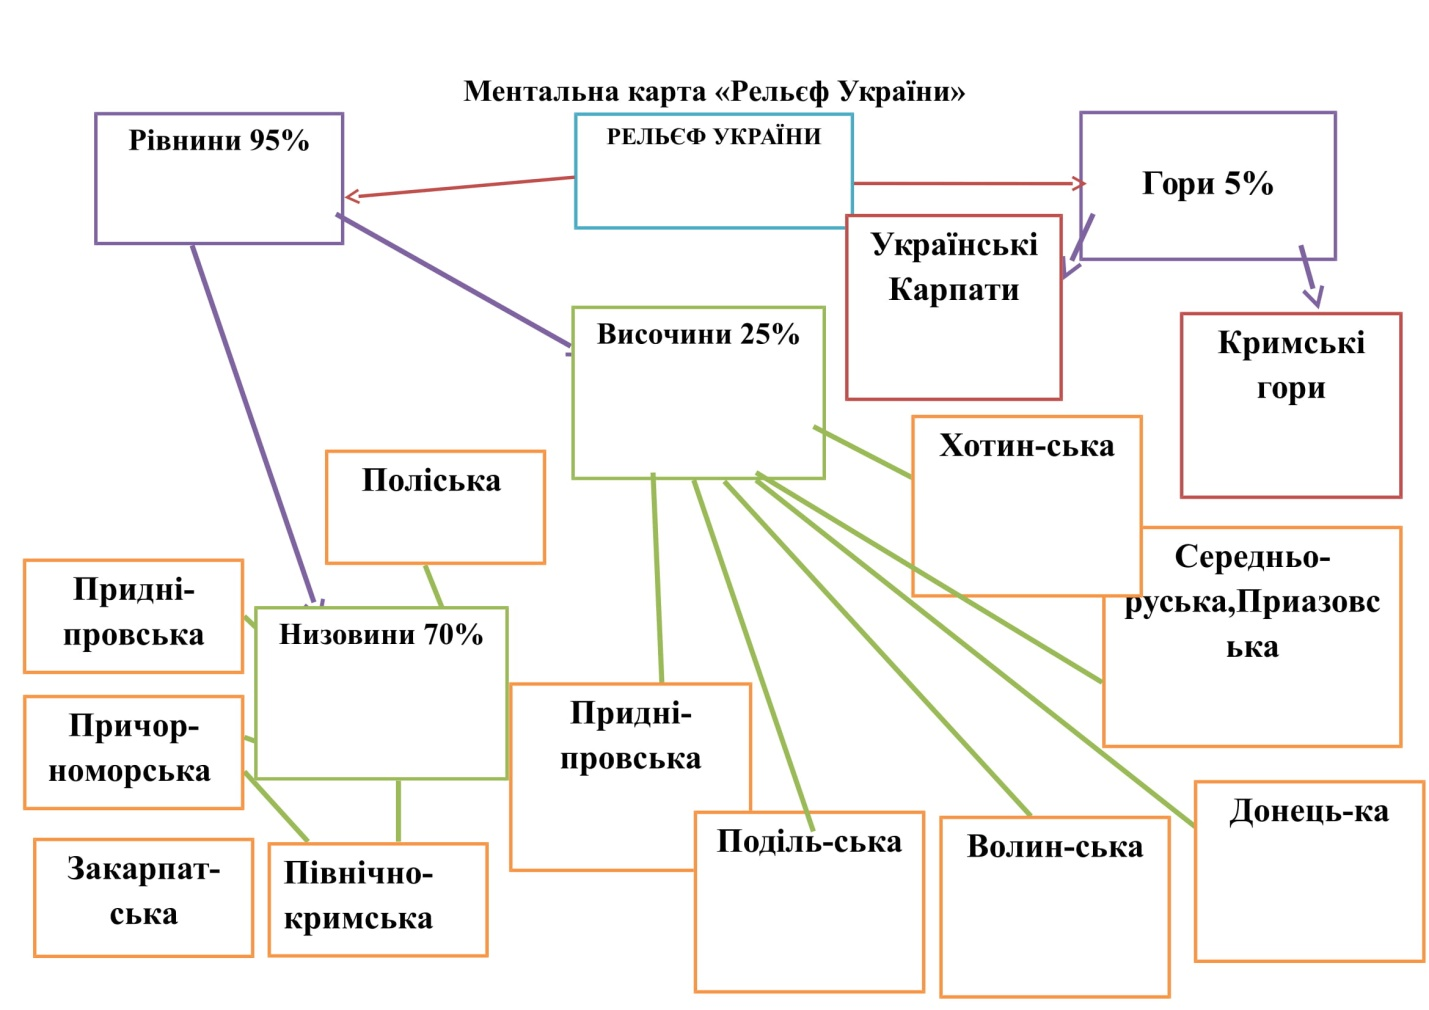 Ментальна карта «Рельєф України»
Рівнини 95%
РЕЛЬЄФ УКРАЇНИ
Гори 5%
Українські
Карпати
Височини 25%
Кримські
гори
Хотин-ська
Поліська
Середньо-
руська,Приазовс
ька
Придні-
провська
Низовини 70%
Причор-
номорська
Придні-
провська
Закарпат-
ська
Північно-
кримська
Поділь-ська
Волин-ська
Донець-ка